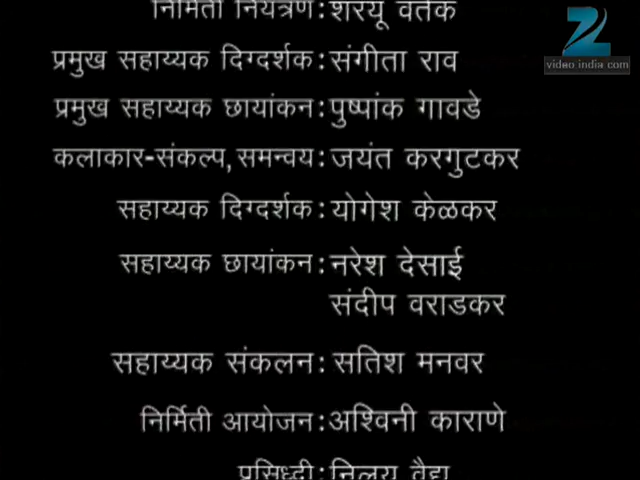 निर्मिती नियंत्रण : शरयू वर्तक
प्रमुख सहाय्यक दिग्दर्शक : संगीता राव
प्रमुख सहाय्यक छायांकन : पुष्पांक गावडे
कलाकार-संकल्प, समन्वय : जयंत करगुटकर
सहाय्यक दिग्दर्शक : योगेश केळकर
सहाय्यक छायांकन : नरेश देसाई
संदीप वराडकर
सहाय्यक संकलन : सतिश मनवर
निर्मिती आयोजन : अश्विनी काराणे
प्रसिध्दी : निलय वैद्य
Z
video india.com